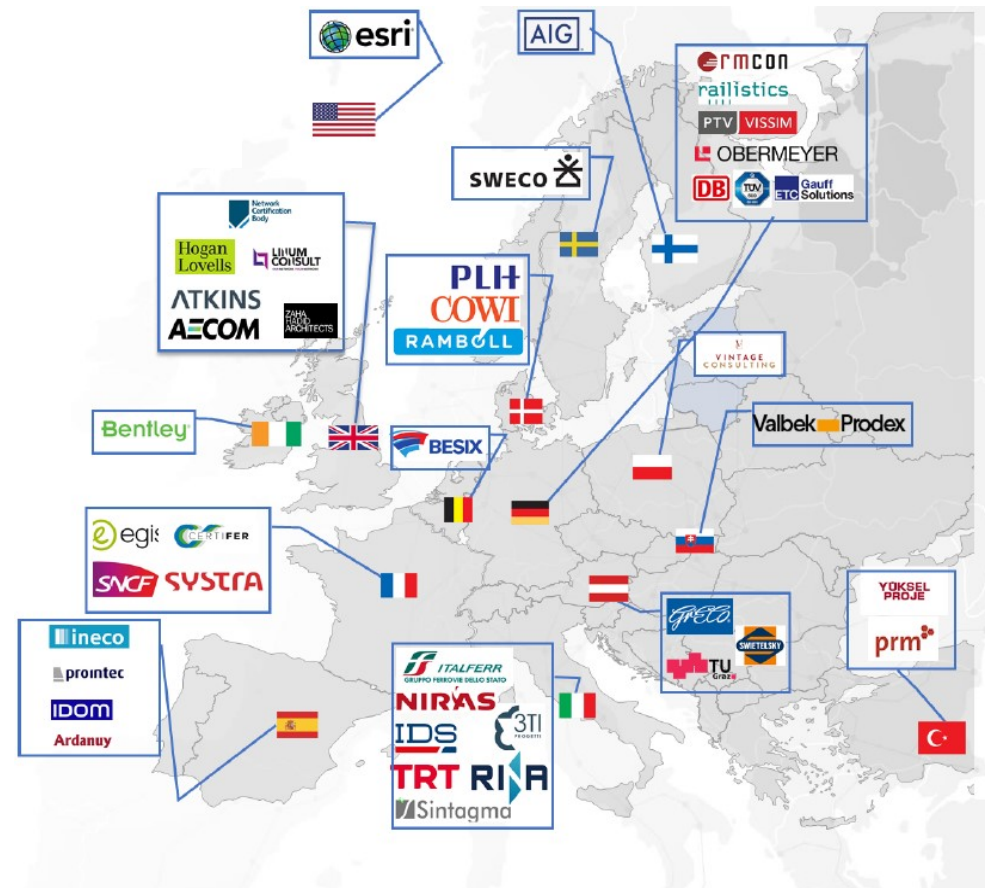 esri
AIG
rmcon
railistics
PTV VISSIM
OBERMEYER
DB TÜV ETC Gauff Solutions
SWECO
Network
Certification
Body
Hogan
Lovells
LINUM
CONSULT
ATKINS
AECOM
ZAHA
HADID
ARCHITECTS
PLH
COWI
RAMBOLL
VINTAGE
CONSULTING
Bentley
BESIX
Valbek Prodex
egis
CERTIFER
SNCF SYSTRA
GrECo
SWIETELSKY
TU
Graz
YÜKSEL
PROJE
prm
ineco
prointec
IDOM
Ardanuy
ITALFERR
GRUPPO FERROVIE DELLO STATO
NIRAS
IDS
3TI
PROGETTI
TRT RINA
Sintagma